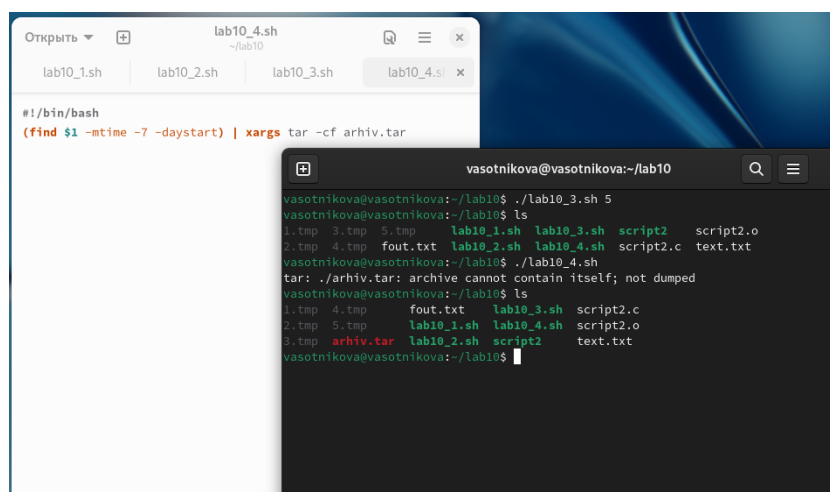 Открыть
lab10_4.sh
~/lab10
lab10_1.sh lab10_2.sh lab10_3.sh lab10_4.sh
#!/bin/bash
(find $1 -mtime -7 -daystart) | xargs tar -cf arhiv.tar
vasotnikova@vasotnikova:~/lab10
vasotnikova@vasotnikova:~/lab10$ ./lab10_3.sh 5
vasotnikova@vasotnikova:~/lab10$ ls
1.tmp 3.tmp 5.tmp lab10_1.sh lab10_3.sh script2 script2.o
2.tmp 4.tmp fout.txt lab10_2.sh lab10_4.sh script2.c text.txt
vasotnikova@vasotnikova:~/lab10$ ./lab10_4.sh
tar: ./arhiv.tar: archive cannot contain itself; not dumped
vasotnikova@vasotnikova:~/lab10$ ls
1.tmp 4.tmp fout.txt lab10_3.sh script2.c
2.tmp 5.tmp lab10_1.sh lab10_4.sh script2.o
3.tmp arhiv.tar lab10_2.sh script2 text.txt
vasotnikova@vasotnikova:~/lab10$